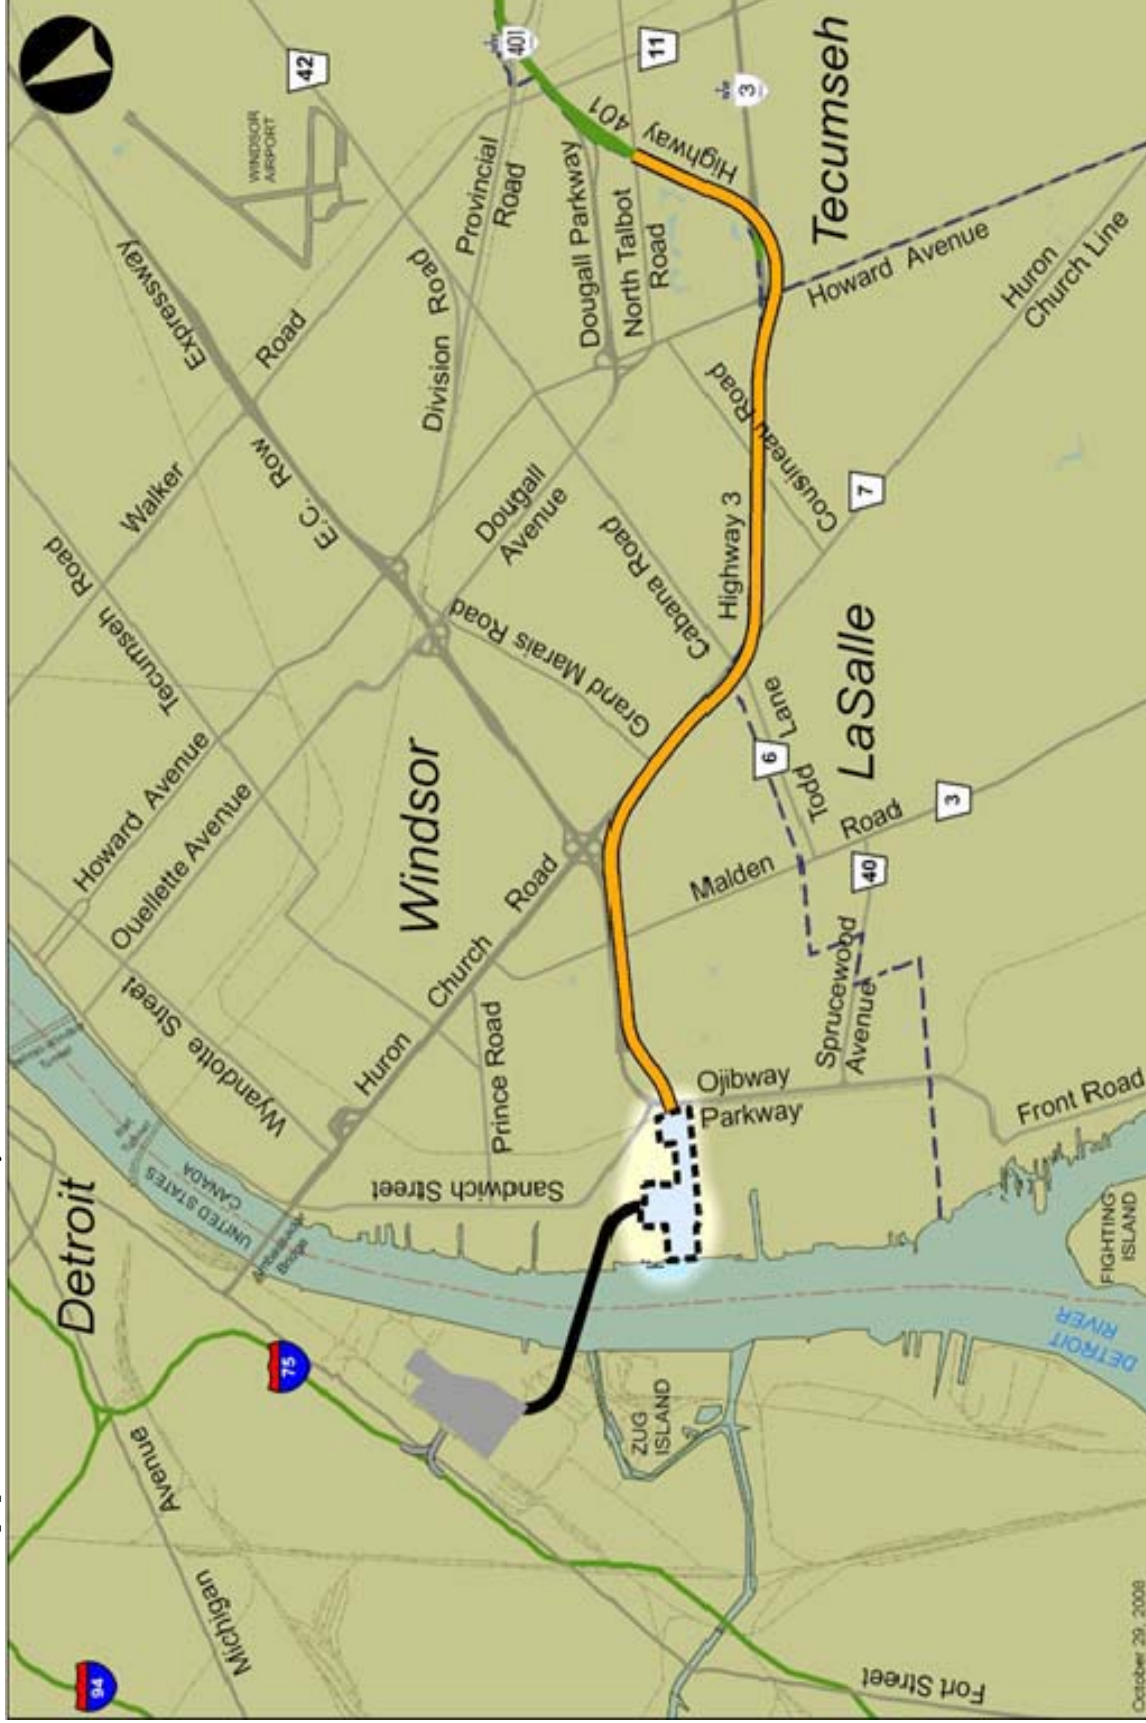 Detroit
94
Michigan
Avenue
75
Fort Street
ZUG
ISLAND
DETROIT
RIVER
FIGHTING
ISLAND
UNITED STATES
CANADA
Ambassador
Bridge
Tunnel
Sandwich Street
Wyandotte Street
Prince Road
Huron
Church
Road
Ouellette Avenue
Howard Avenue
Tecumseh
Road
Walker
Road
E.C.
Row
Expressway
Windsor
WINDSOR
AIRPORT
42
Division Road
Provincial
Road
Dougall
Avenue
Grand Marais Road
Cabana Road
Dougall Parkway
North Talbot
Road
Highway
401
401
11
3
Tecumseh
Howard Avenue
Huron
Church Line
Cousineau Road
Highway 3
7
LaSalle
6
Todd
Lane
Malden
Road
3
40
Sprucewood
Avenue
Ojibway
Parkway
Front Road
October 29, 2008